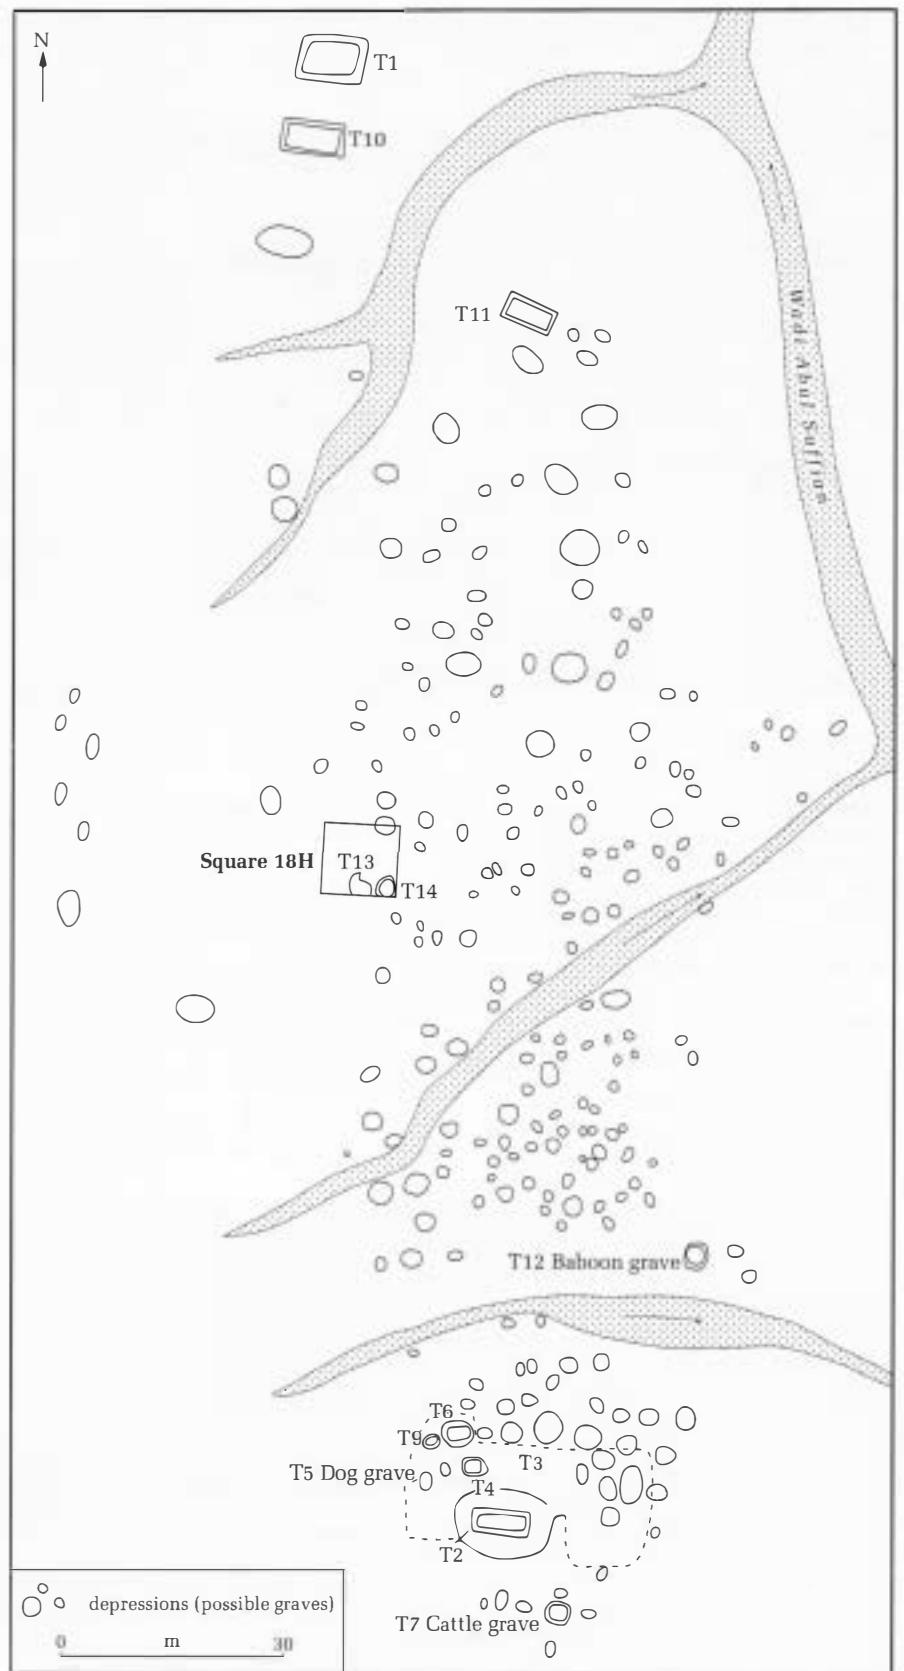 N
T1
T10
T11
Wadi Abul Suffian
Square 18H
T13
T14
T12 Baboon grave
T6
T9
T3
T5 Dog grave
T4
T2
T7 Cattle grave
depressions (possible graves)
0 m 30